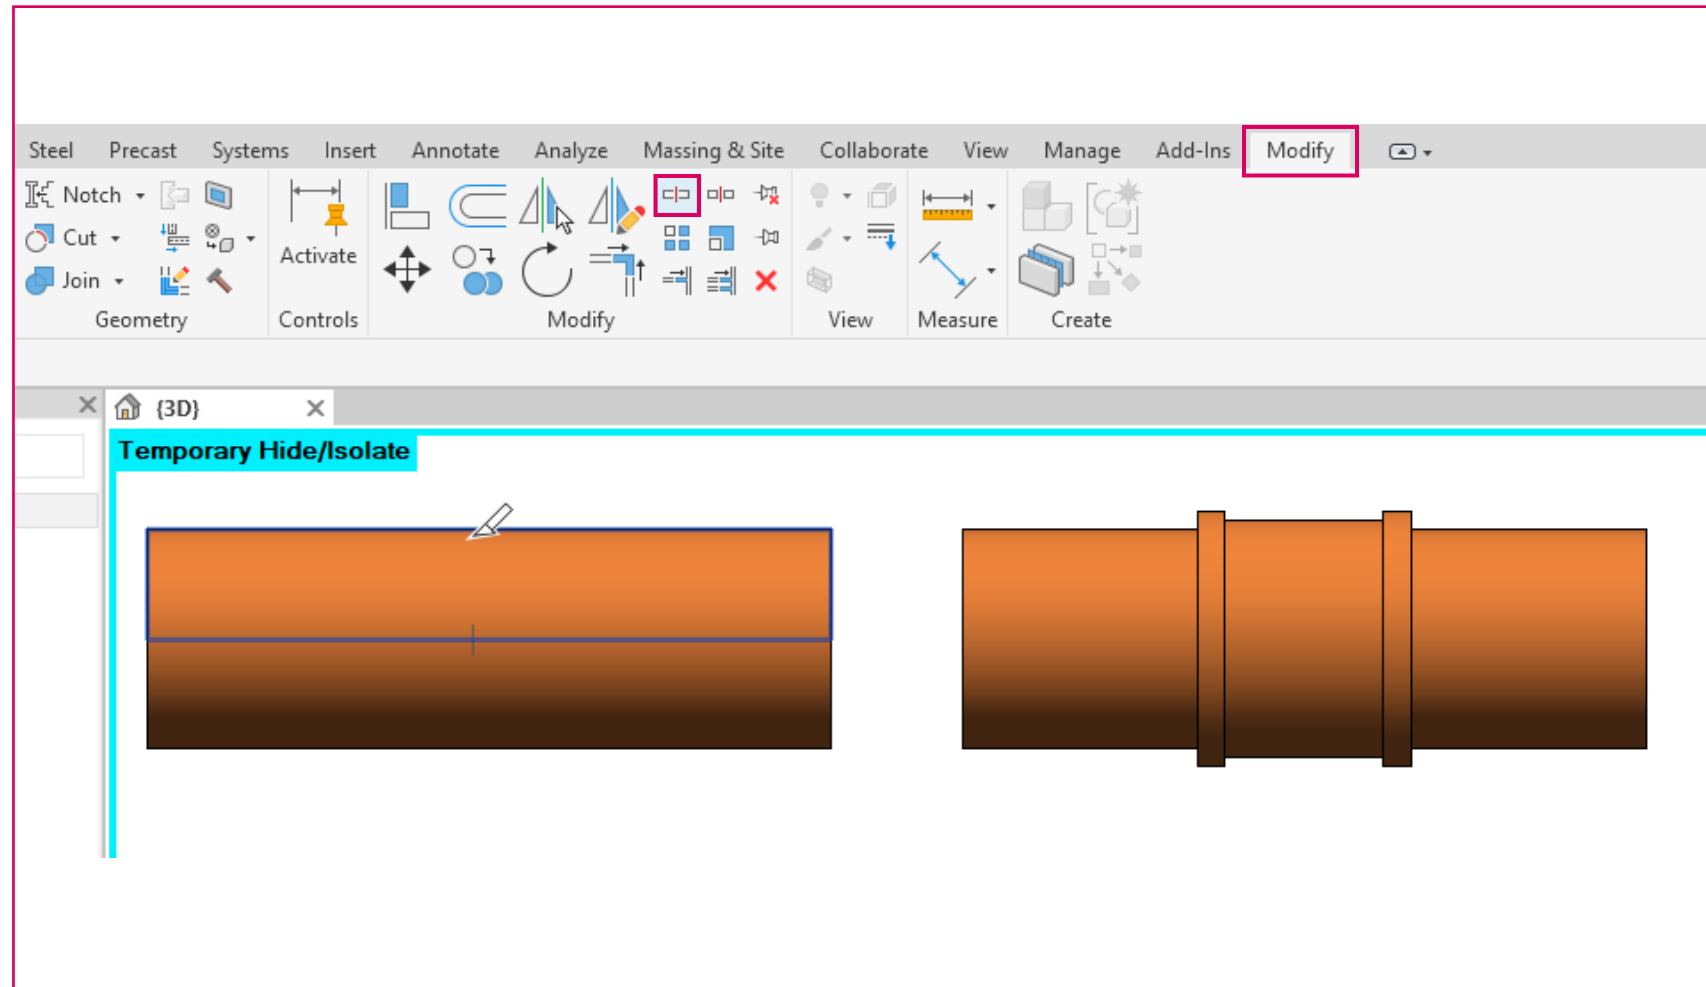 Steel Precast Systems Insert Annotate Analyze Massing & Site Collaborate View Manage Add-Ins Modify
Notch
Cut
Join
Activate
Geometry Controls Modify View Measure Create
{3D}
Temporary Hide/Isolate